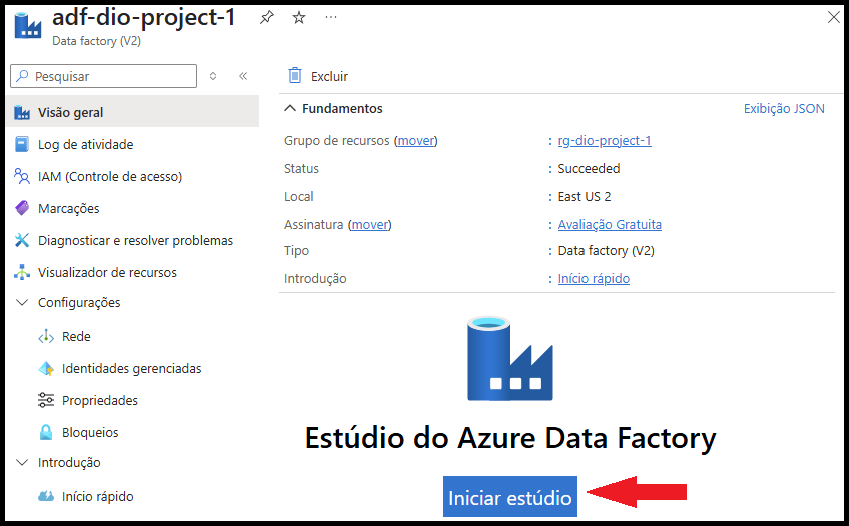 adf-dio-project-1
Data factory (V2)
Pesquisar
Visão geral
Log de atividade
IAM (Controle de acesso)
Marcações
Diagnosticar e resolver problemas
Visualizador de recursos
Configurações
Rede
Identidades gerenciadas
Propriedades
Bloqueios
Introdução
Início rápido
Excluir
Fundamentos Exibição JSON
Grupo de recursos (mover) : rg-dio-project-1
Status : Succeeded
Local : East US 2
Assinatura (mover) : Avaliação Gratuita
Tipo : Data factory (V2)
Introdução : Início rápido
Estúdio do Azure Data Factory
Iniciar estúdio